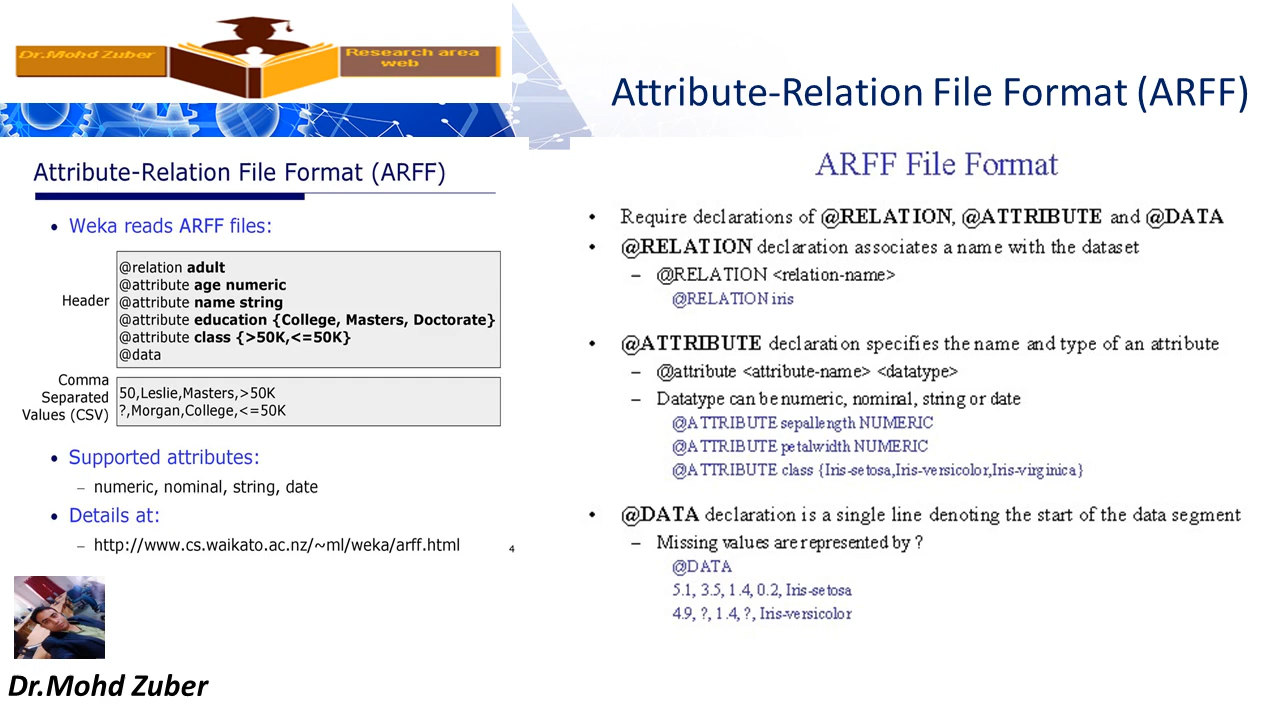 Dr.Mohd Zuber
Research area
web
Attribute-Relation File Format (ARFF)
Attribute-Relation File Format (ARFF)
• Weka reads ARFF files:
Header
@relation adult
@attribute age numeric
@attribute name string
@attribute education {College, Masters, Doctorate}
@attribute class {>50K,<=50K}
@data
Comma
Separated
Values (CSV)
50,Leslie,Masters,>50K
?,Morgan,College,<=50K
• Supported attributes:
– numeric, nominal, string, date
• Details at:
– http://www.cs.waikato.ac.nz/~ml/weka/arff.html
4
ARFF File Format
• Require declarations of @RELATION, @ATTRIBUTE and @DATA
• @RELATION declaration associates a name with the dataset
– @RELATION <relation-name>
@RELATION iris
• @ATTRIBUTE declaration specifies the name and type of an attribute
– @attribute <attribute-name> <datatype>
– Datatype can be numeric, nominal, string or date
@ATTRIBUTE sepallength NUMERIC
@ATTRIBUTE petalwidth NUMERIC
@ATTRIBUTE class {Iris-setosa,Iris-versicolor,Iris-virginica}
• @DATA declaration is a single line denoting the start of the data segment
– Missing values are represented by ?
@DATA
5.1, 3.5, 1.4, 0.2, Iris-setosa
4.9, ?, 1.4, ?, Iris-versicolor
Dr.Mohd Zuber